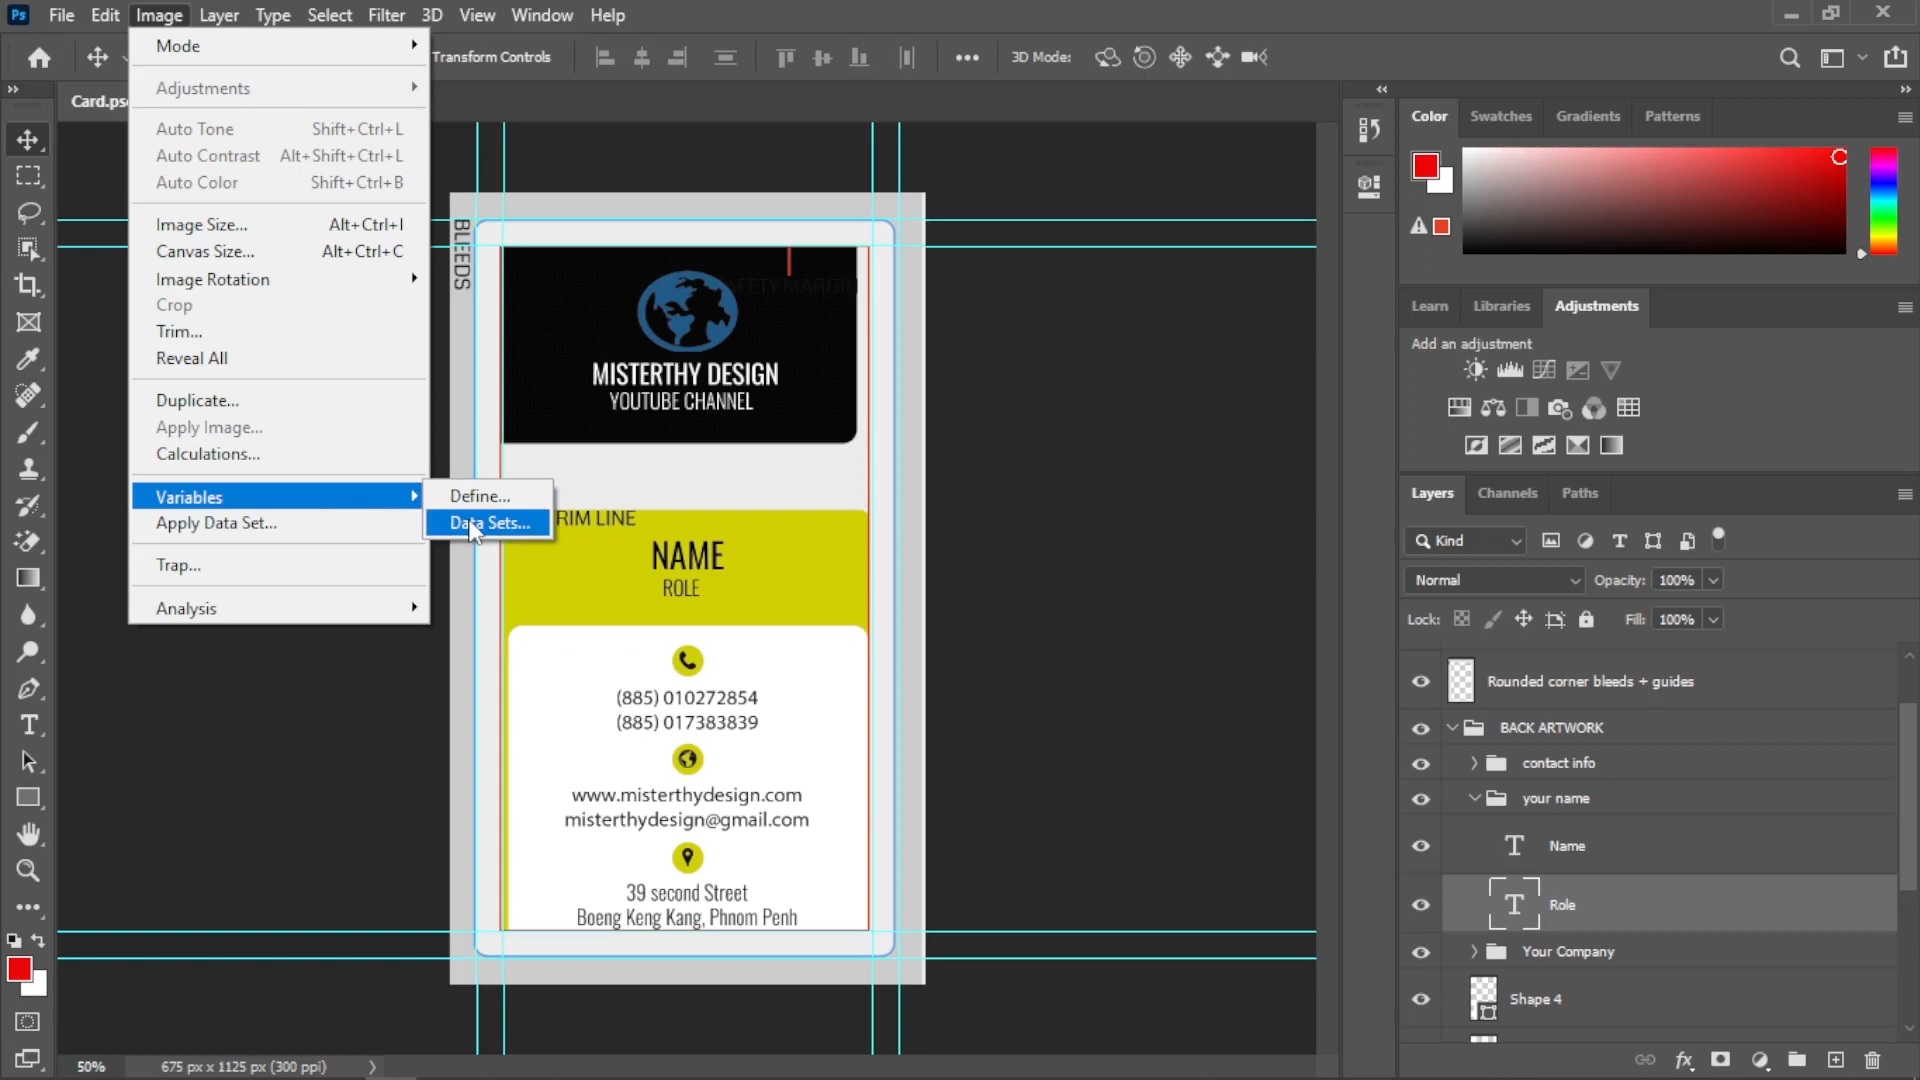 Ps File Edit Image Layer Type Select Filter 3D View Window Help
Transform Controls
3D Mode:
Card.ps
Mode
Adjustments
Auto Tone Shift+Ctrl+L
Auto Contrast Alt+Shift+Ctrl+L
Auto Color Shift+Ctrl+B
Image Size... Alt+Ctrl+I
Canvas Size... Alt+Ctrl+C
Image Rotation
Crop
Trim...
Reveal All
Duplicate...
Apply Image...
Calculations...
Variables
Apply Data Set...
Trap...
Analysis
Define...
Data Sets...
BLEEDS
AFETY MARGIN
MISTERTHY DESIGN
YOUTUBE CHANNEL
RIM LINE
NAME
ROLE
(885) 010272854
(885) 017383839
www.misterthydesign.com
misterthydesign@gmail.com
39 second Street
Boeng Keng Kang, Phnom Penh
50% 675 px x 1125 px (300 ppi)
Color Swatches Gradients Patterns
Learn Libraries Adjustments
Add an adjustment
Layers Channels Paths
Kind
Normal Opacity: 100%
Lock: Fill: 100%
Rounded corner bleeds + guides
BACK ARTWORK
contact info
your name
Name
Role
Your Company
Shape 4
fx